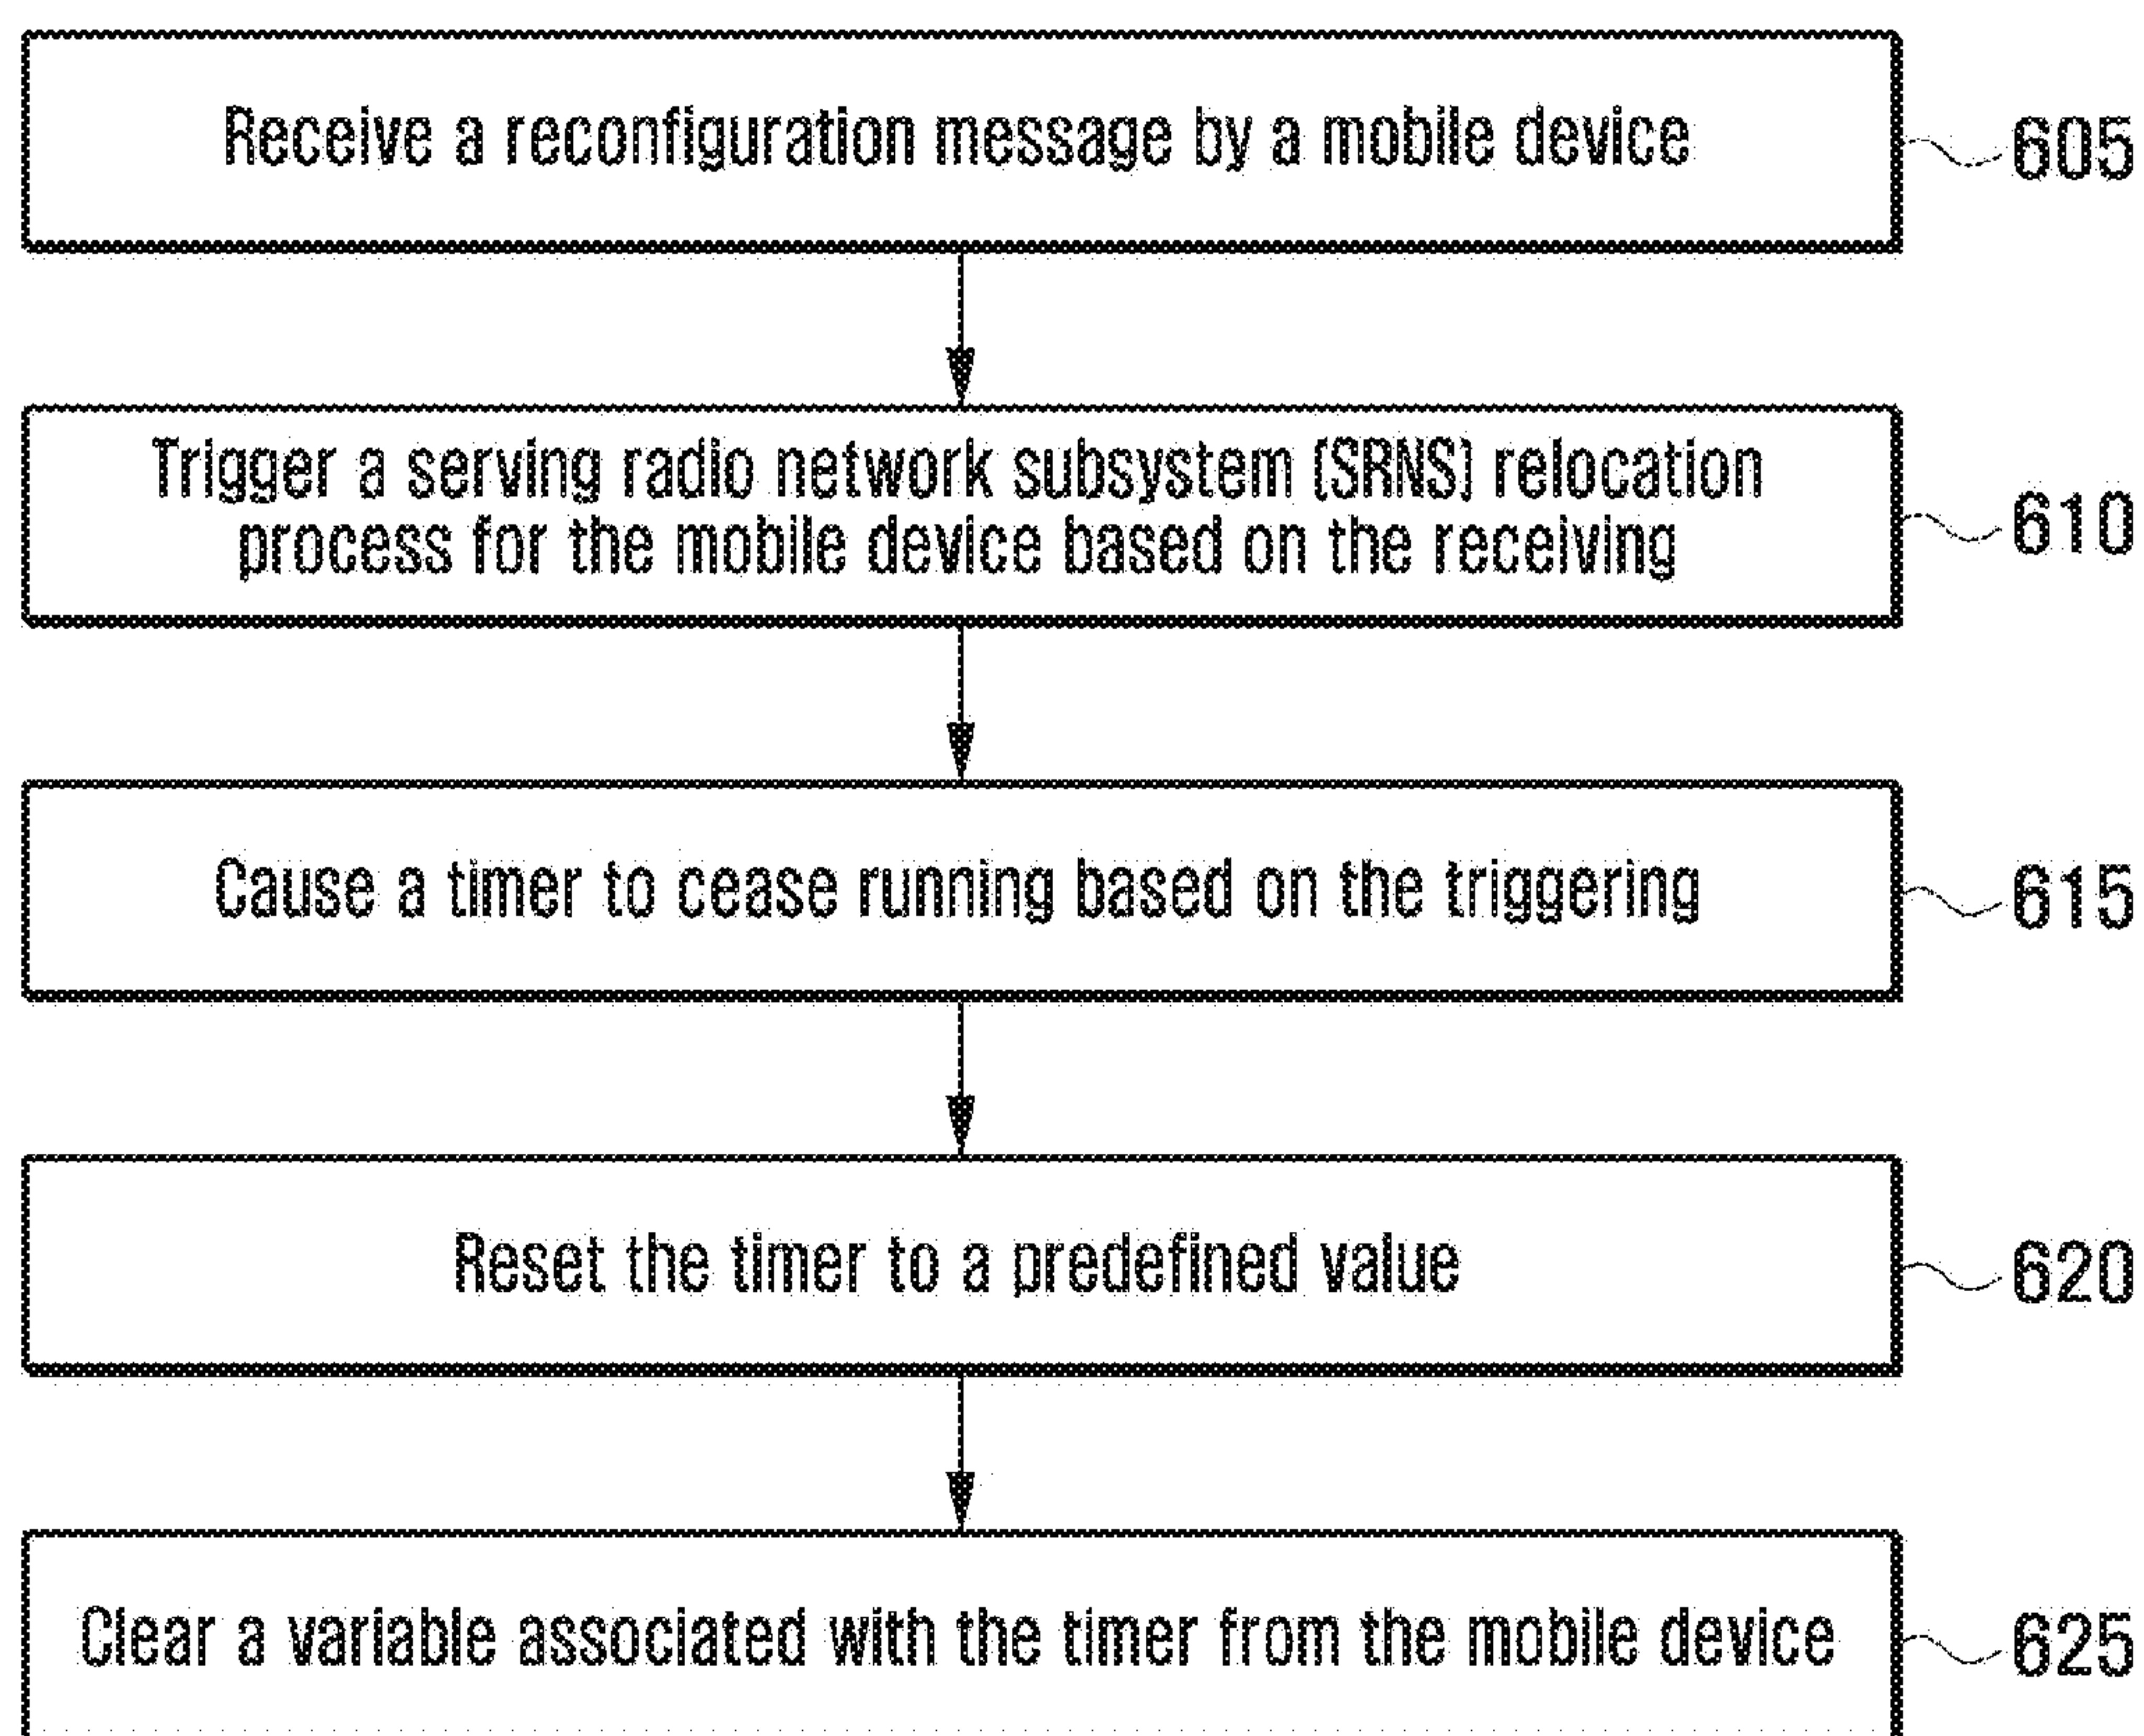 Receive a reconfiguration message by a mobile device
605
Trigger a serving radio network subsystem (SRNS) relocation
process for the mobile device based on the receiving
610
Cause a timer to cease running based on the triggering
615
Reset the timer to a predefined value
620
Clear a variable associated with the timer from the mobile device
625